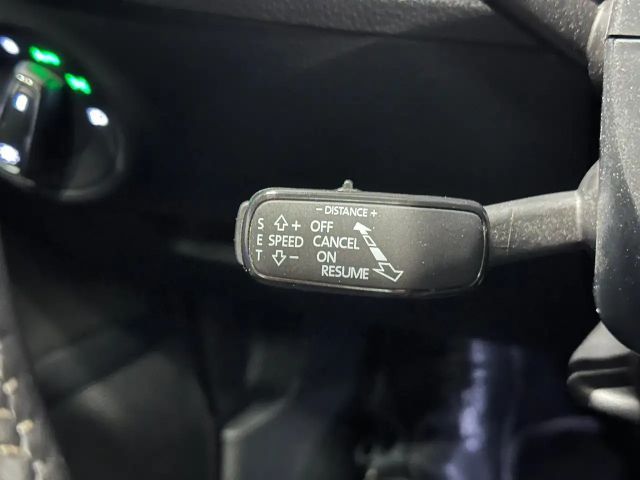 - DISTANCE +
S + OFF
E SPEED CANCEL
T - ON
RESUME